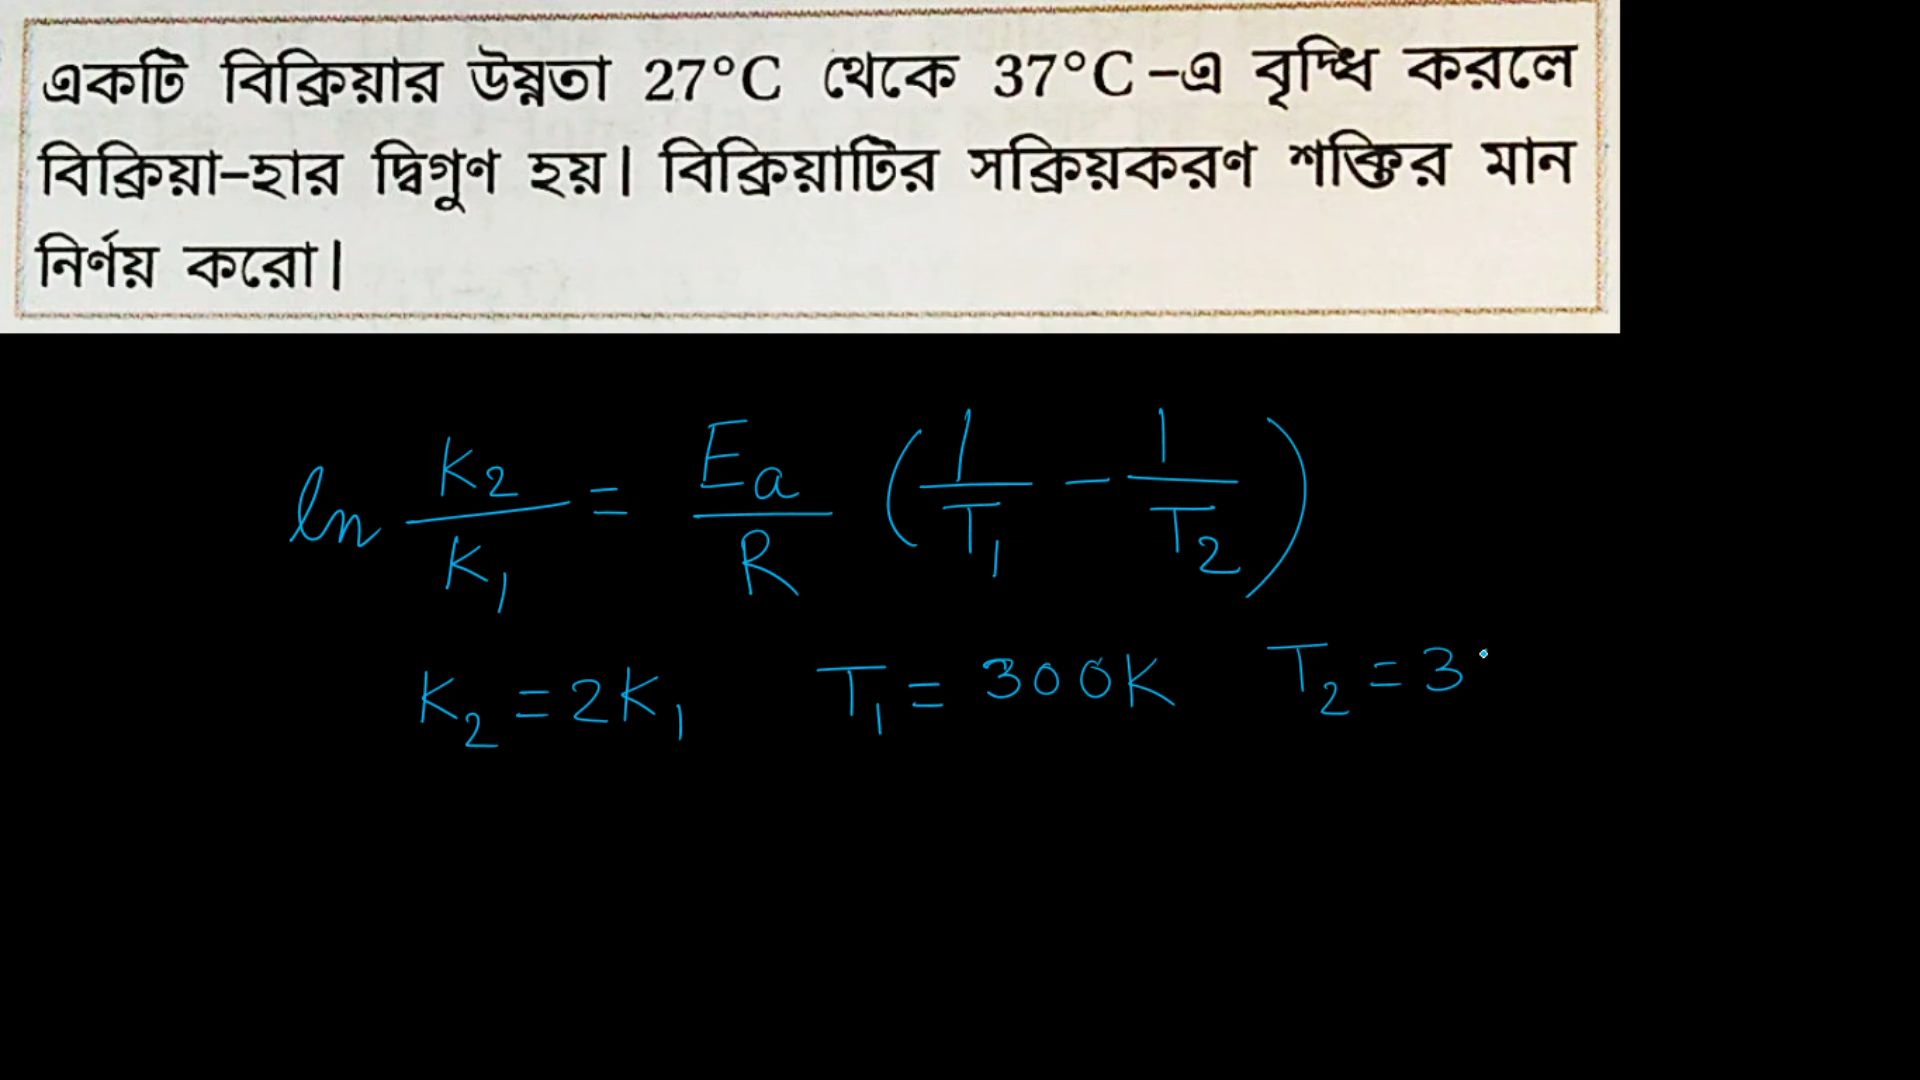 একটি বিক্রিয়ার উষ্ণতা 27°C থেকে 37°C-এ বৃদ্ধি করলে
বিক্রিয়া-হার দ্বিগুণ হয়। বিক্রিয়াটির সক্রিয়করণ শক্তির মান
নির্ণয় করো।
ln K₂/K₁ = Ea/R (1/T₁ - 1/T₂)
K₂ = 2K₁ T₁ = 300K T₂ = 3